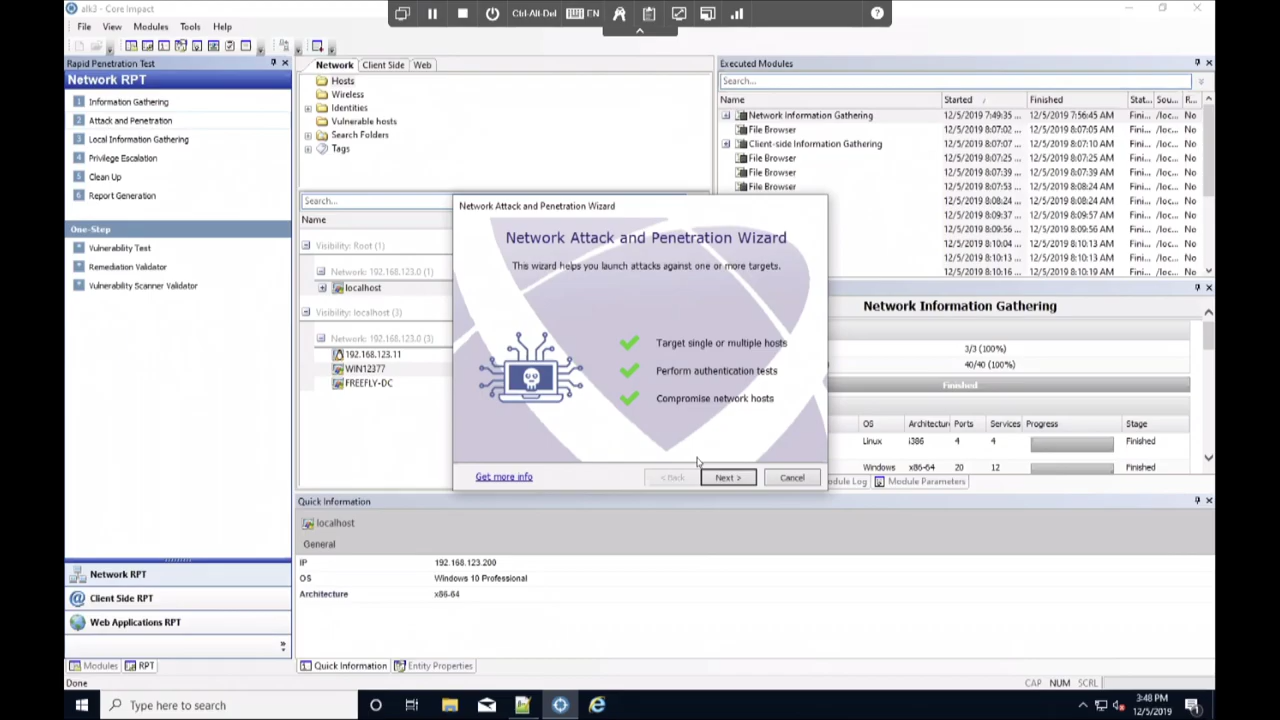 alk3 - Core Impact
Ctrl-Alt-Del
EN
File View Modules Tools Help
Rapid Penetration Test
Network RPT
1 Information Gathering
2 Attack and Penetration
3 Local Information Gathering
4 Privilege Escalation
5 Clean Up
6 Report Generation
One-Step
* Vulnerability Test
* Remediation Validator
* Vulnerability Scanner Validator
Network RPT
Client Side RPT
Web Applications RPT
Modules RPT
Done
Network Client Side Web
Hosts
Wireless
Identities
Vulnerable hosts
Search Folders
Tags
Search...
Name
Visibility: Root (1)
Network: 192.168.123.0 (1)
localhost
Visibility: localhost (3)
Network: 192.168.123.0 (3)
192.168.123.11
WIN12377
FREEFLY-DC
Network Attack and Penetration Wizard
Network Attack and Penetration Wizard
This wizard helps you launch attacks against one or more targets.
Target single or multiple hosts
Perform authentication tests
Compromise network hosts
Get more info
< Back Next > Cancel
Executed Modules
Search...
Name Started Finished Stat... Sou... R...
Network Information Gathering 12/5/2019 7:49:35 ... 12/5/2019 7:56:45 AM Fini... /loc... No
File Browser 12/5/2019 8:07:02 ... 12/5/2019 8:07:05 AM Fini... /loc... No
Client-side Information Gathering 12/5/2019 8:07:07 ... 12/5/2019 8:07:10 AM Fini... /loc... No
File Browser 12/5/2019 8:07:25 ... 12/5/2019 8:07:25 AM Fini... /loc... No
File Browser 12/5/2019 8:07:39 ... 12/5/2019 8:07:39 AM Fini... /loc... No
File Browser 12/5/2019 8:07:53 ... 12/5/2019 8:08:24 AM Fini... /loc... No
12/5/2019 8:08:24 ... 12/5/2019 8:08:24 AM Fini... /loc... No
12/5/2019 8:09:37 ... 12/5/2019 8:09:57 AM Fini... /loc... No
12/5/2019 8:09:56 ... 12/5/2019 8:09:56 AM Fini... /loc... No
12/5/2019 8:10:04 ... 12/5/2019 8:10:13 AM Fini... /loc... No
12/5/2019 8:10:13 ... 12/5/2019 8:10:13 AM Fini... /loc... No
12/5/2019 8:10:16 ... 12/5/2019 8:10:19 AM Fini... /loc... No
Network Information Gathering
3/3 (100%)
40/40 (100%)
Finished
OS Architectur Ports Services Progress Stage
Linux i386 4 4 Finished
Windows x86-64 20 12 Finished
dule Log Module Parameters
Quick Information
localhost
General
IP 192.168.123.200
OS Windows 10 Professional
Architecture x86-64
Quick Information Entity Properties
CAP NUM SCRL
Type here to search
3:48 PM
12/5/2019
1